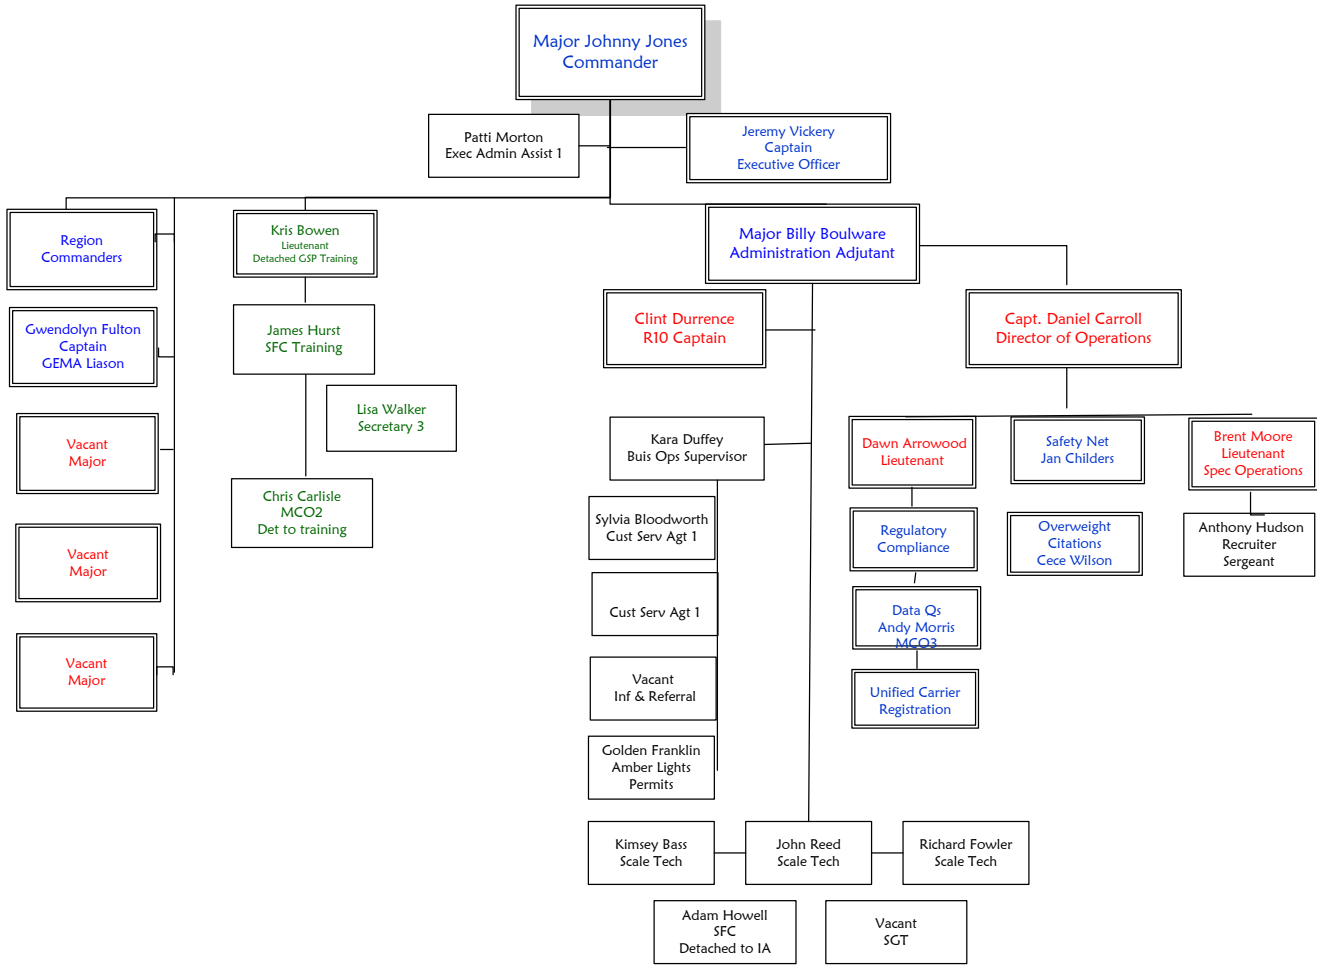 Major Johnny Jones
Commander
Patti Morton
Exec Admin Assist 1
Jeremy Vickery
Captain
Executive Officer
Region
Commanders
Kris Bowen
Lieutenant
Detached GSP Training
Major Billy Boulware
Administration Adjutant
Gwendolyn Fulton
Captain
GEMA Liason
James Hurst
SFC Training
Clint Durrence
R10 Captain
Capt. Daniel Carroll
Director of Operations
Lisa Walker
Secretary 3
Vacant
Major
Kara Duffey
Buis Ops Supervisor
Dawn Arrowood
Lieutenant
Safety Net
Jan Childers
Brent Moore
Lieutenant
Spec Operations
Chris Carlisle
MCO2
Det to training
Sylvia Bloodworth
Cust Serv Agt 1
Regulatory
Compliance
Overweight
Citations
Cece Wilson
Anthony Hudson
Recruiter
Sergeant
Vacant
Major
Cust Serv Agt 1
Data Qs
Andy Morris
MCO3
Vacant
Major
Vacant
Inf & Referral
Unified Carrier
Registration
Golden Franklin
Amber Lights
Permits
Kimsey Bass
Scale Tech
John Reed
Scale Tech
Richard Fowler
Scale Tech
Adam Howell
SFC
Detached to IA
Vacant
SGT